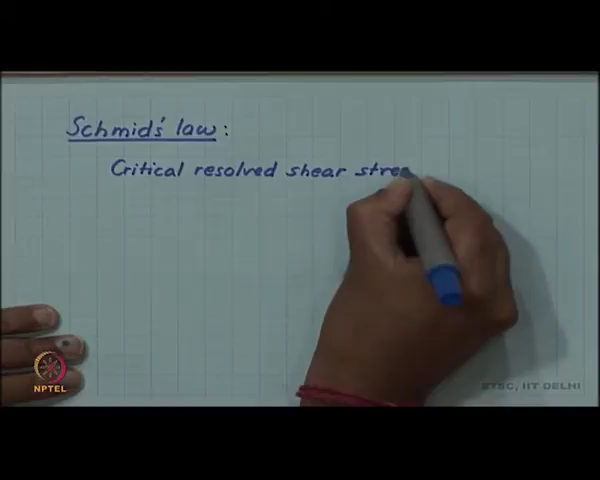 Schmid's law:
Critical resolved shear stre
NPTEL
ETSC, IIT DELHI